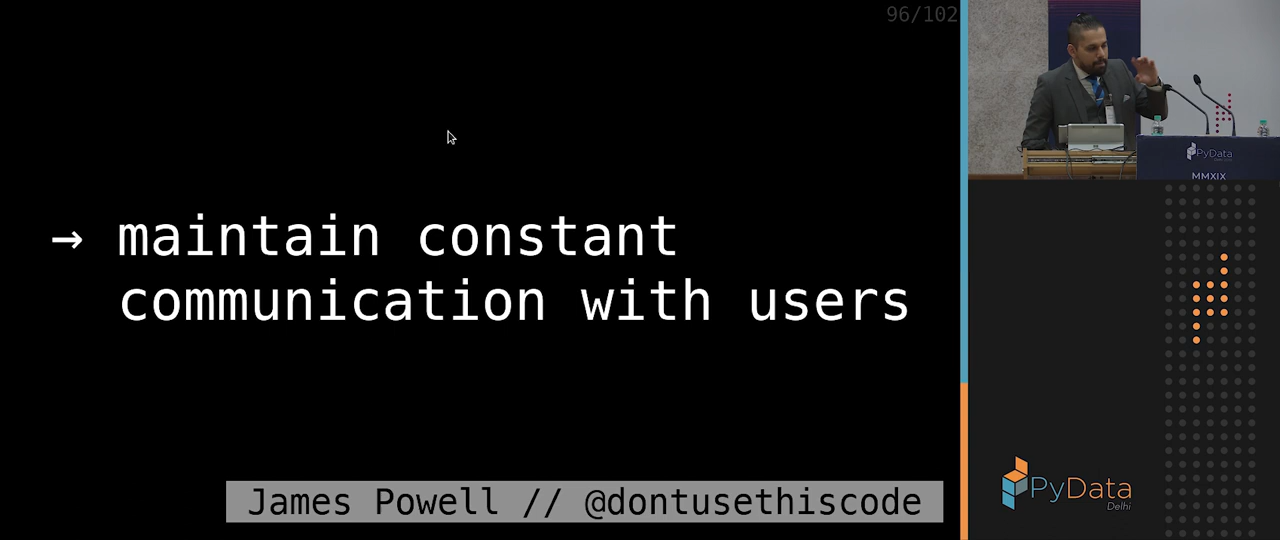 96/102
→ maintain constant
communication with users
James Powell // @dontusethiscode
PyData
MMXIX
PyData
Delhi